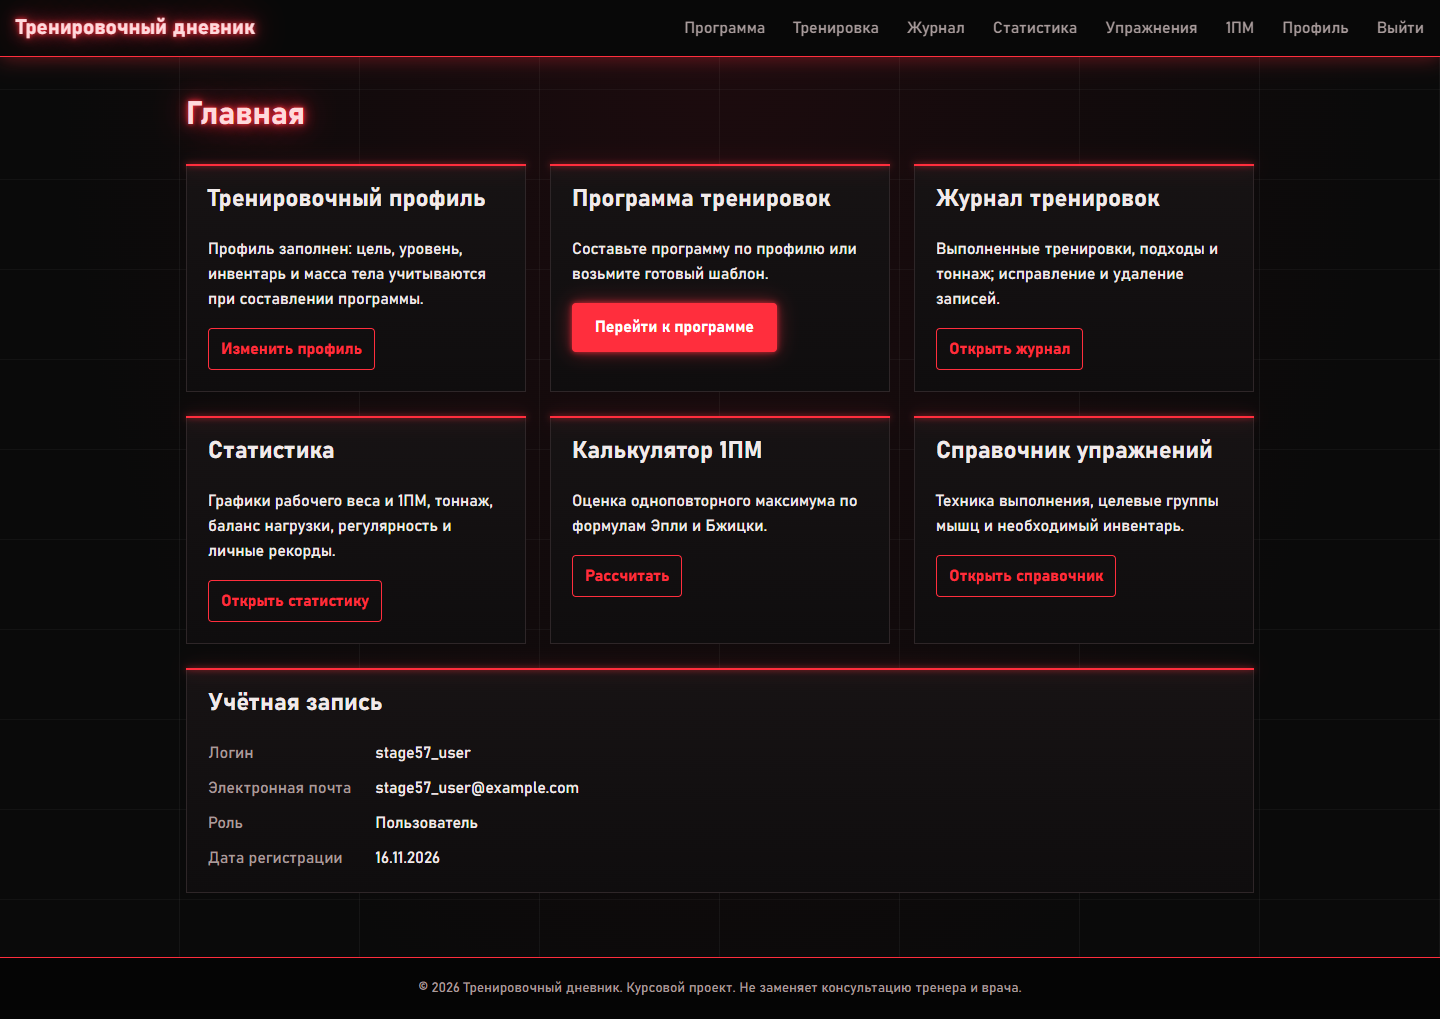 Тренировочный дневник
Программа Тренировка Журнал Статистика Упражнения 1ПМ Профиль Выйти
Главная
Тренировочный профиль
Профиль заполнен: цель, уровень,
инвентарь и масса тела учитываются
при составлении программы.
Изменить профиль
Программа тренировок
Составьте программу по профилю или
возьмите готовый шаблон.
Перейти к программе
Журнал тренировок
Выполненные тренировки, подходы и
тоннаж; исправление и удаление
записей.
Открыть журнал
Статистика
Графики рабочего веса и 1ПМ, тоннаж,
баланс нагрузки, регулярность и
личные рекорды.
Открыть статистику
Калькулятор 1ПМ
Оценка одноповторного максимума по
формулам Эпли и Бжицки.
Рассчитать
Справочник упражнений
Техника выполнения, целевые группы
мышц и необходимый инвентарь.
Открыть справочник
Учётная запись
Логин stage57_user
Электронная почта stage57_user@example.com
Роль Пользователь
Дата регистрации 16.11.2026
© 2026 Тренировочный дневник. Курсовой проект. Не заменяет консультацию тренера и врача.